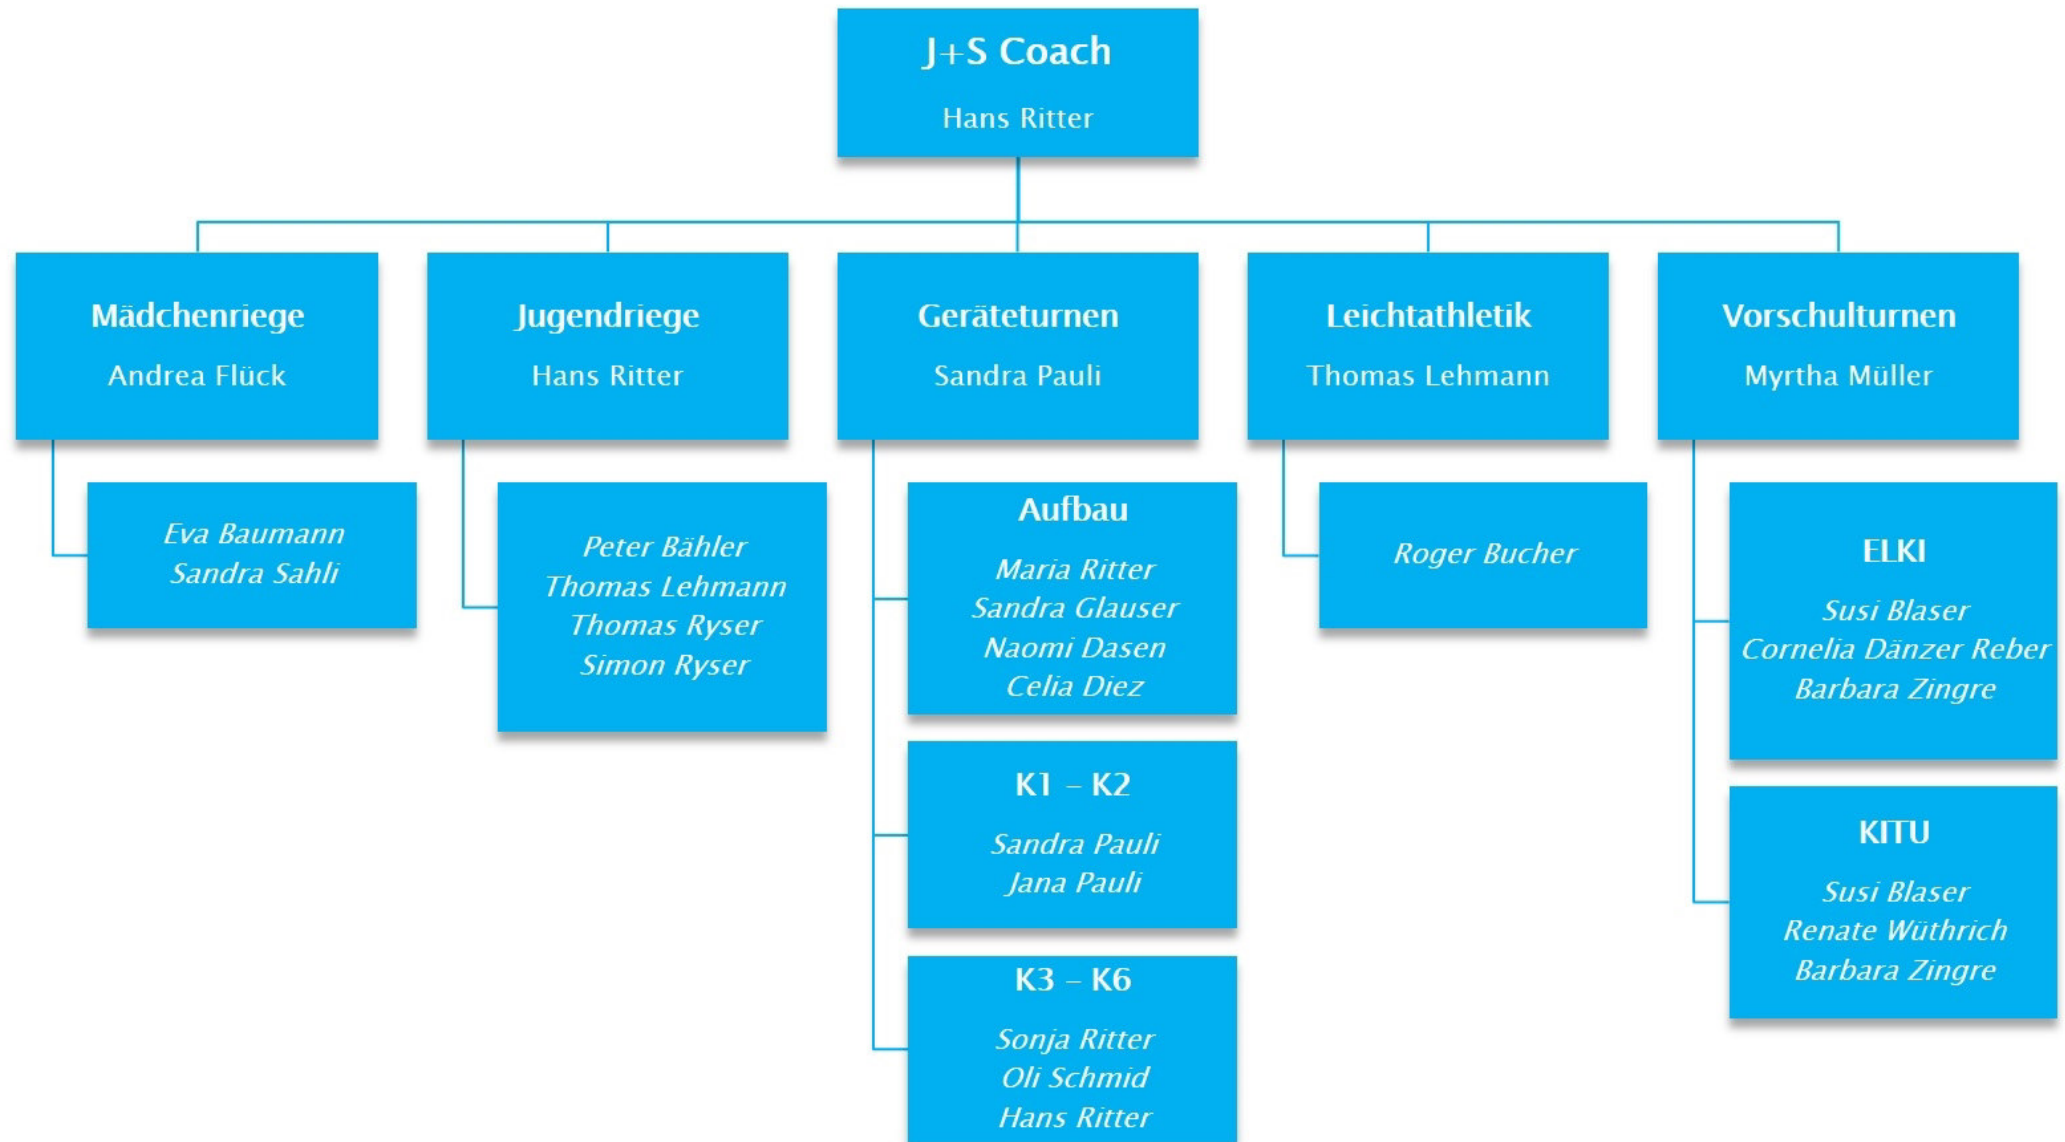 J+S Coach
Hans Ritter
Mädchenriege
Andrea Flück
Jugendriege
Hans Ritter
Geräteturnen
Sandra Pauli
Leichtathletik
Thomas Lehmann
Vorschulturnen
Myrtha Müller
Eva Baumann
Sandra Sahli
Peter Bähler
Thomas Lehmann
Thomas Ryser
Simon Ryser
Aufbau
Maria Ritter
Sandra Glauser
Naomi Dasen
Celia Diez
K1 – K2
Sandra Pauli
Jana Pauli
K3 – K6
Sonja Ritter
Oli Schmid
Hans Ritter
Roger Bucher
ELKI
Susi Blaser
Cornelia Dänzer Reber
Barbara Zingre
KITU
Susi Blaser
Renate Wüthrich
Barbara Zingre